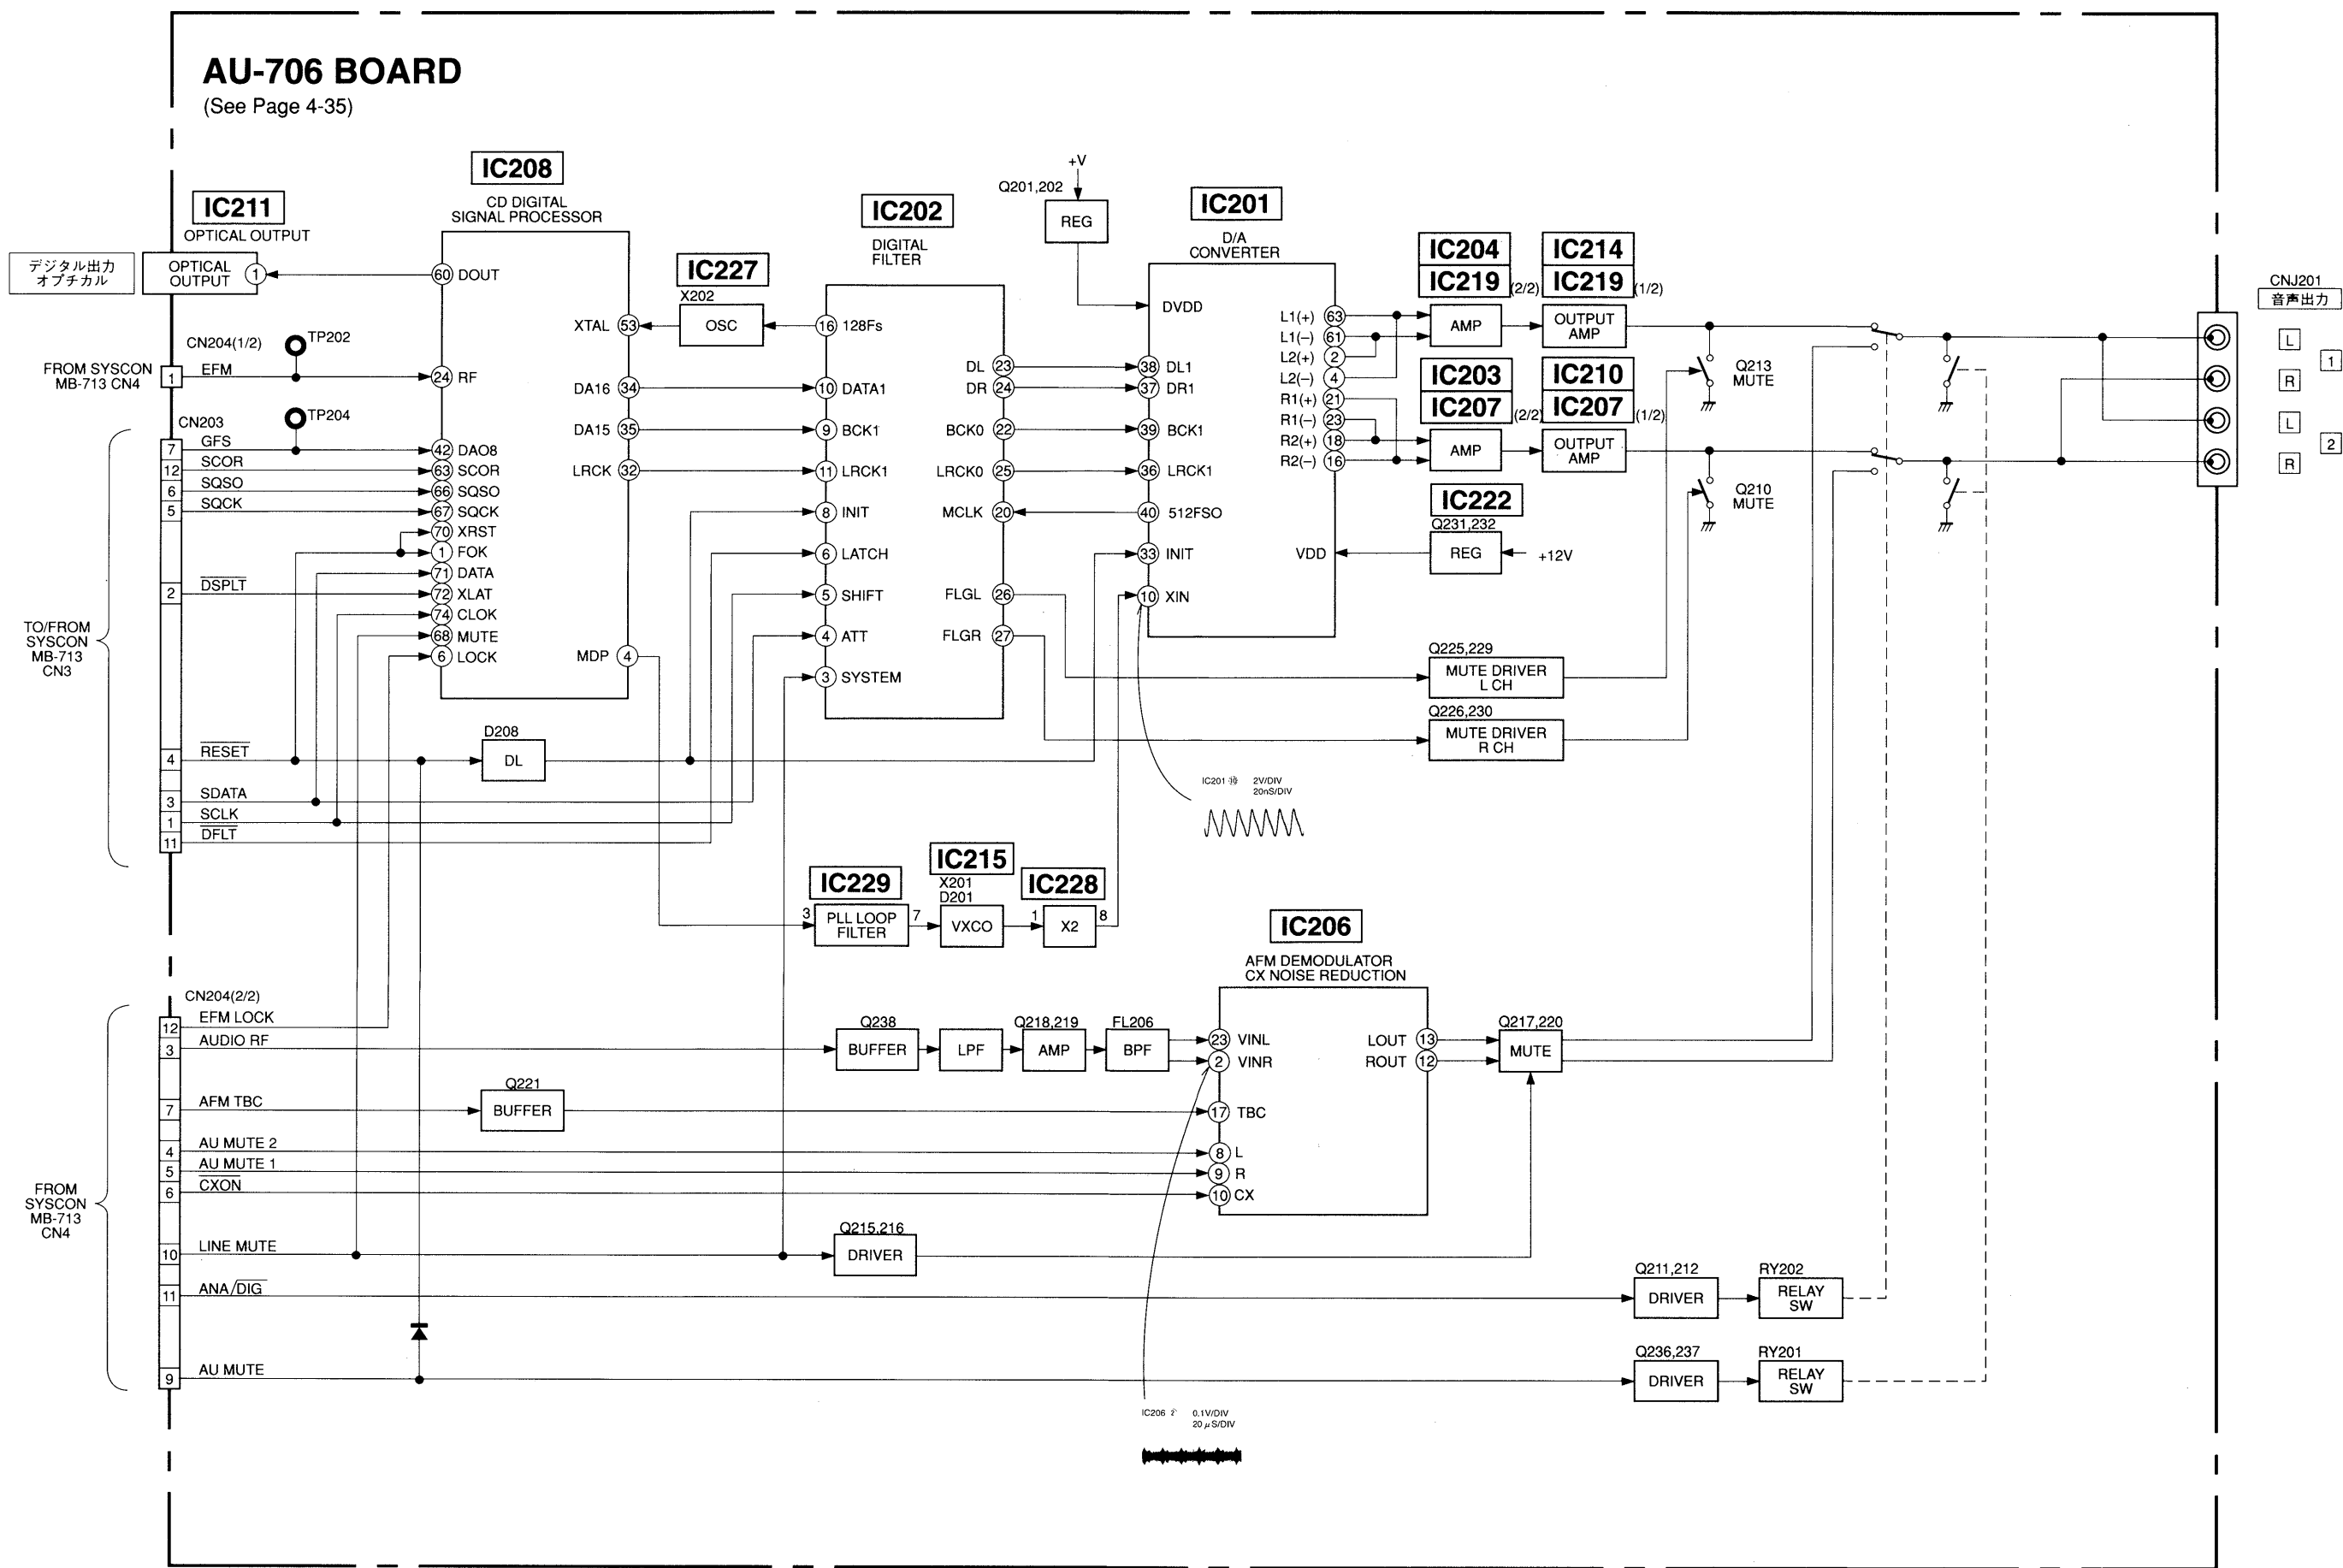 AU-706 BOARD
(See Page 4-35)
IC211
OPTICAL OUTPUT
デジタル出力
オプチカル
OPTICAL
OUTPUT
1
IC208
CD DIGITAL
SIGNAL PROCESSOR
60 DOUT
XTAL 53
24 RF
DA16 34
DA15 35
42 DAO8
63 SCOR
LRCK 32
66 SQSO
67 SQCK
70 XRST
1 FOK
71 DATA
72 XLAT
74 CLOK
68 MUTE
6 LOCK
MDP 4
CN204(1/2)
TP202
FROM SYSCON
MB-713 CN4
1
EFM
TP204
CN203
7 GFS
12 SCOR
6 SQSO
5 SQCK
2 DSPLT
TO/FROM
SYSCON
MB-713
CN3
4 RESET
3 SDATA
1 SCLK
11 DFLT
D208
DL
IC227
X202
OSC
IC202
DIGITAL
FILTER
16 128Fs
DL 23
10 DATA1
DR 24
9 BCK1
BCK0 22
11 LRCK1
LRCK0 25
8 INIT
MCLK 20
6 LATCH
5 SHIFT
FLGL 26
4 ATT
FLGR 27
3 SYSTEM
+V
Q201,202
REG
IC201
D/A
CONVERTER
DVDD
L1(+) 63
L1(−) 61
L2(+) 2
L2(−) 4
R1(+) 21
R1(−) 23
R2(+) 18
R2(−) 16
38 DL1
37 DR1
39 BCK1
36 LRCK1
40 512FSO
33 INIT
VDD
10 XIN
IC204
IC219 (2/2)
AMP
IC214
IC219 (1/2)
OUTPUT
AMP
IC203
IC207 (2/2)
AMP
IC210
IC207 (1/2)
OUTPUT
AMP
IC222
Q231,232
REG
+12V
Q213
MUTE
Q210
MUTE
CNJ201
音声出力
L
1
R
L
2
R
Q225,229
MUTE DRIVER
L CH
Q226,230
MUTE DRIVER
R CH
IC201 2V/DIV
20nS/DIV
IC229
3
PLL LOOP
FILTER
7
IC215
X201
D201
VXCO
IC228
1
X2
8
IC206
AFM DEMODULATOR
CX NOISE REDUCTION
23 VINL
2 VINR
17 TBC
8 L
9 R
10 CX
LOUT 13
ROUT 12
Q217,220
MUTE
CN204(2/2)
12 EFM LOCK
3 AUDIO RF
7 AFM TBC
4 AU MUTE 2
5 AU MUTE 1
6 CXON
10 LINE MUTE
11 ANA/DIG
9 AU MUTE
FROM
SYSCON
MB-713
CN4
Q238
BUFFER
LPF
Q218,219
AMP
FL206
BPF
Q221
BUFFER
Q215,216
DRIVER
Q211,212
DRIVER
RY202
RELAY
SW
Q236,237
DRIVER
RY201
RELAY
SW
IC206 0.1V/DIV
20 μS/DIV